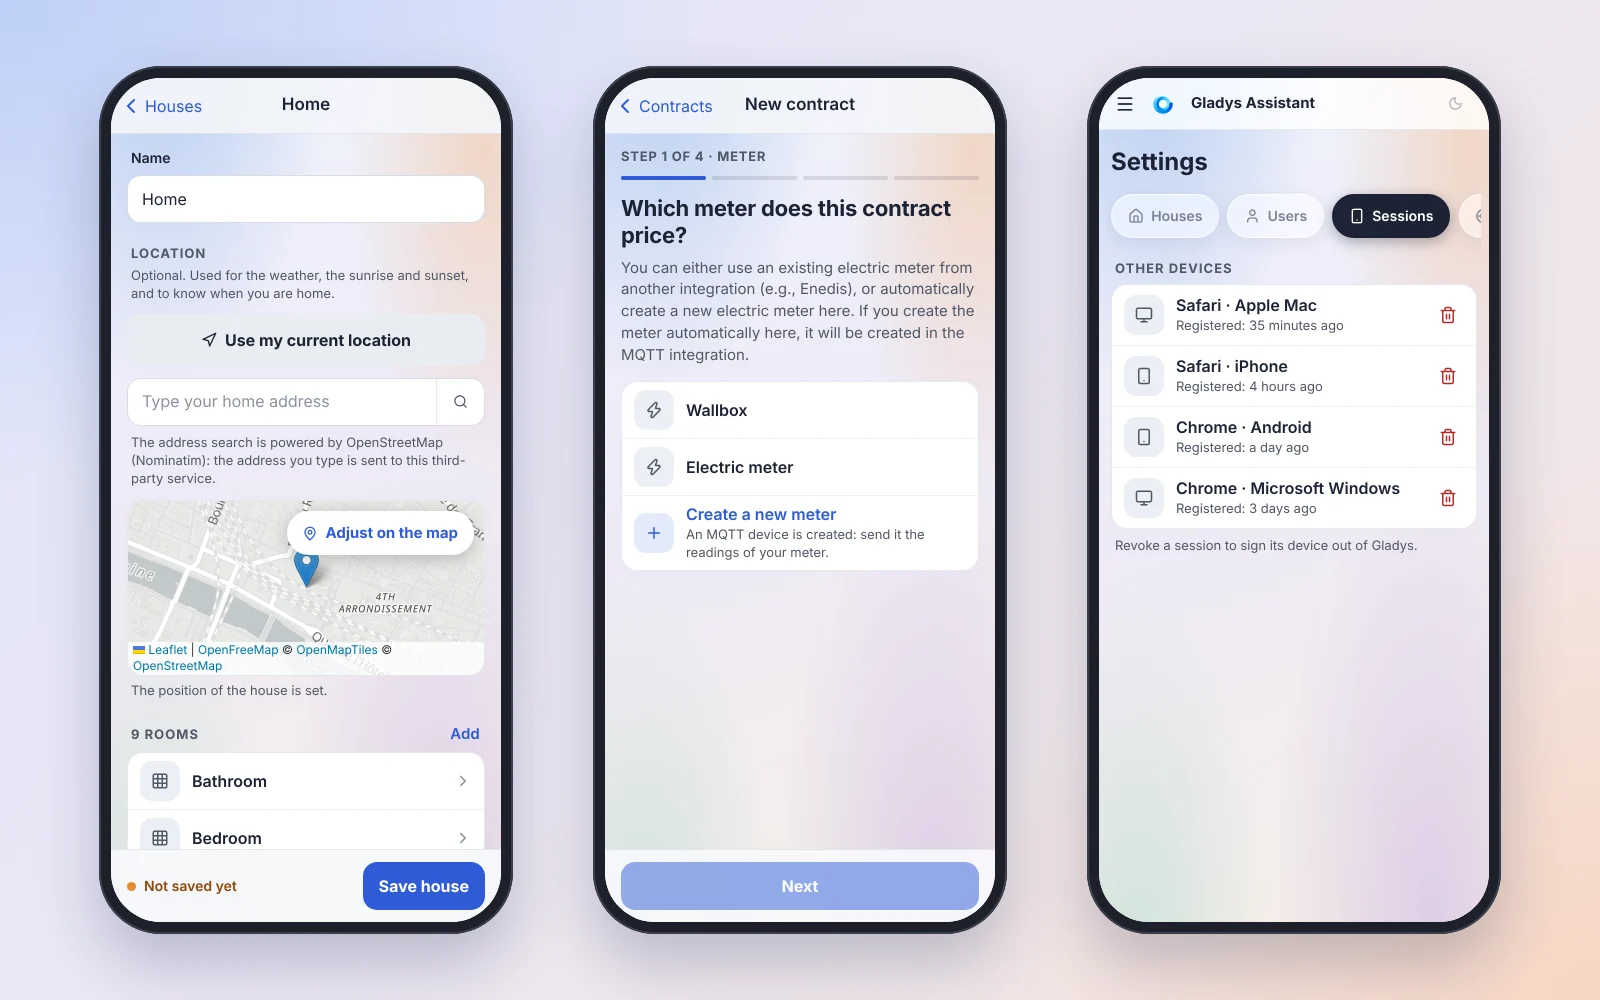 Houses
Home
Name
Home
LOCATION
Optional. Used for the weather, the sunrise and sunset,
and to know when you are home.
Use my current location
Type your home address
The address search is powered by OpenStreetMap
(Nominatim): the address you type is sent to this third-
party service.
Adjust on the map
4TH
ARRONDISSEMENT
Leaflet | OpenFreeMap © OpenMapTiles ©
OpenStreetMap
The position of the house is set.
9 ROOMS
Add
Bathroom
Bedroom
Not saved yet
Save house
Contracts
New contract
STEP 1 OF 4 · METER
Which meter does this contract
price?
You can either use an existing electric meter from
another integration (e.g., Enedis), or automatically
create a new electric meter here. If you create the
meter automatically here, it will be created in the
MQTT integration.
Wallbox
Electric meter
Create a new meter
An MQTT device is created: send it the
readings of your meter.
Next
Gladys Assistant
Settings
Houses
Users
Sessions
OTHER DEVICES
Safari · Apple Mac
Registered: 35 minutes ago
Safari · iPhone
Registered: 4 hours ago
Chrome · Android
Registered: a day ago
Chrome · Microsoft Windows
Registered: 3 days ago
Revoke a session to sign its device out of Gladys.